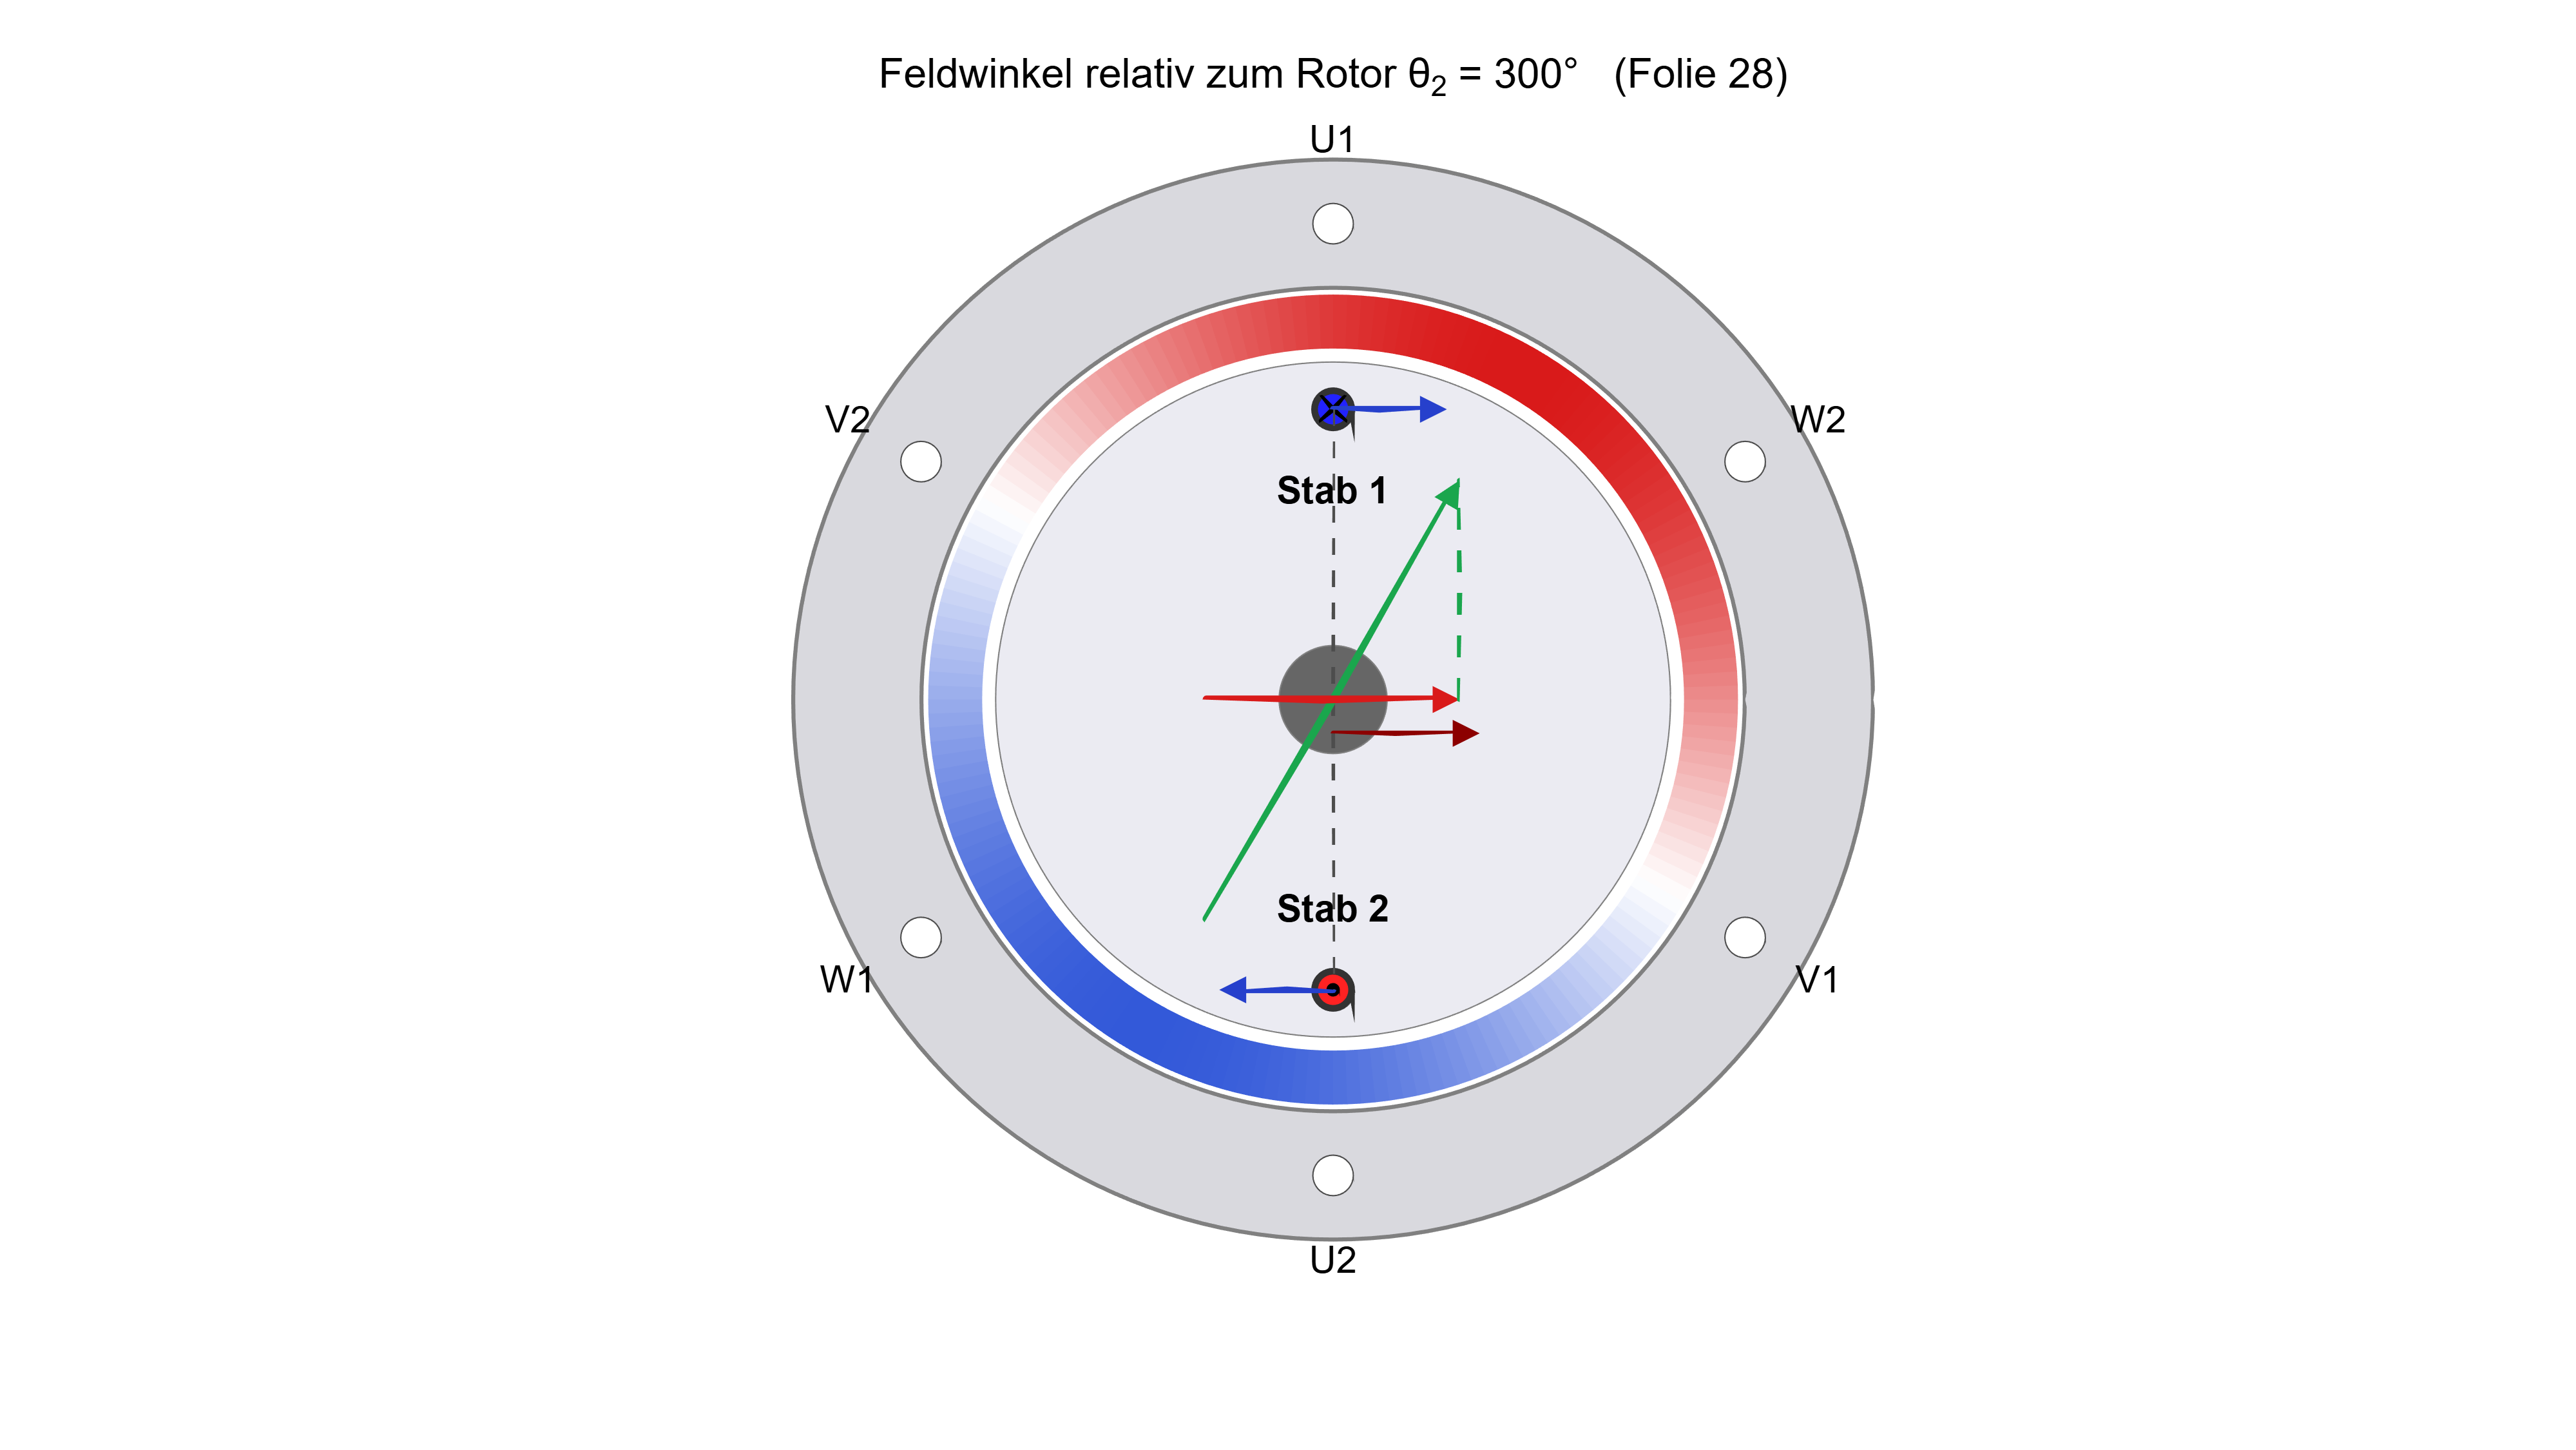 Feldwinkel relativ zum Rotor θ₂ = 300° (Folie 28)
U1
V2
W2
Stab 1
Stab 2
W1
V1
U2